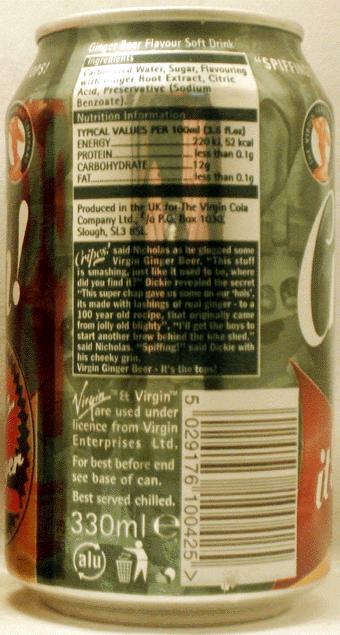 Ginger Beer Flavour Soft Drink
Ingredients
Carbonated Water, Sugar, Flavouring
with Ginger Root Extract, Citric
Acid, Preservative (Sodium
Benzoate).
Nutrition Information
TYPICAL VALUES PER 100ml (3.5 fl.oz)
ENERGY 220 kJ, 52 kcal
PROTEIN less than 0.1g
CARBOHYDRATE 12g
FAT less than 0.1g
Produced in the UK for The Virgin Cola
Company Ltd., c/o P.O. Box 1030,
Slough, SL3 8SL.
Cripes! said Nicholas as he glugged some
Virgin Ginger Beer, "This stuff
is smashing, just like it used to be, where
did you find it?" Dickie revealed the secret
"This super chap gave us some on our 'hols',
its made with lashings of real ginger - to a
100 year old recipe, that originally came
from jolly old blighty". "I'll get the boys to
start another brew behind the bike shed,"
said Nicholas. "Spiffing!" said Dickie with
his cheeky grin.
Virgin Ginger Beer - It's the tops!
Virgin™ & Virgin™
are used under
licence from Virgin
Enterprises Ltd.
For best before end
see base of can.
Best served chilled.
330ml e
alu
5 029176 100425 >
"SPIFFIN
OPS!
!
C
it
er